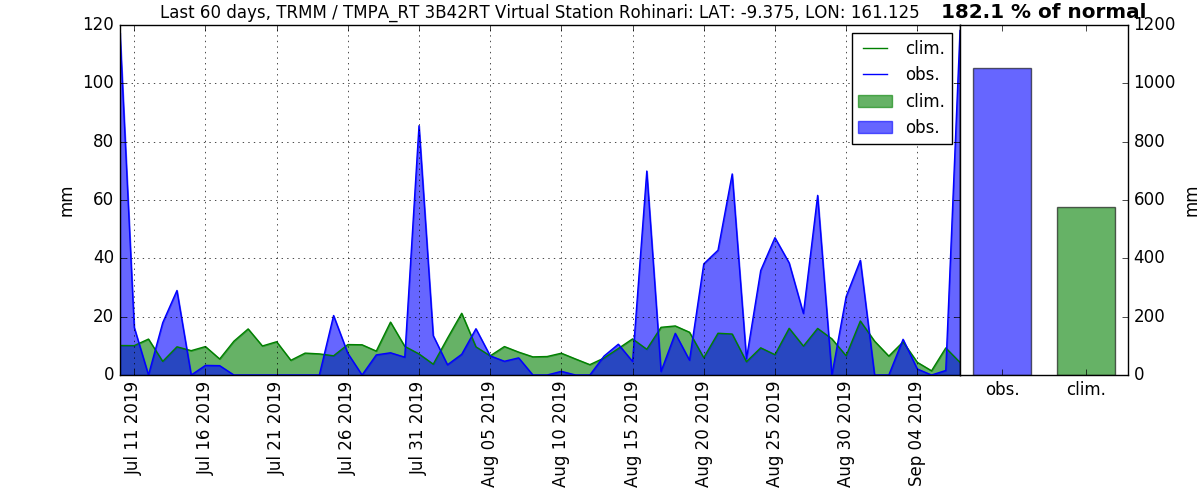 Last 60 days, TRMM / TMPA_RT 3B42RT Virtual Station Rohinari: LAT: -9.375, LON: 161.125
182.1 % of normal
120
100
80
60
40
20
0
mm
clim.
obs.
clim.
obs.
1200
1000
800
600
400
200
0
mm
Jul 11 2019
Jul 16 2019
Jul 21 2019
Jul 26 2019
Jul 31 2019
Aug 05 2019
Aug 10 2019
Aug 15 2019
Aug 20 2019
Aug 25 2019
Aug 30 2019
Sep 04 2019
obs.
clim.